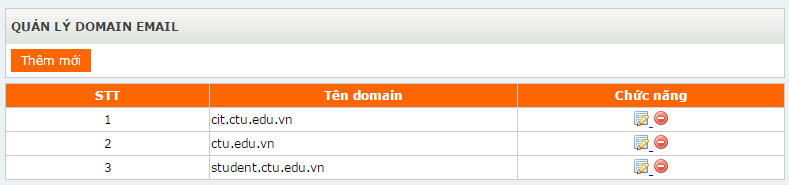 QUẢN LÝ DOMAIN EMAIL
Thêm mới
STT Tên domain Chức năng
1 cit.ctu.edu.vn
2 ctu.edu.vn
3 student.ctu.edu.vn